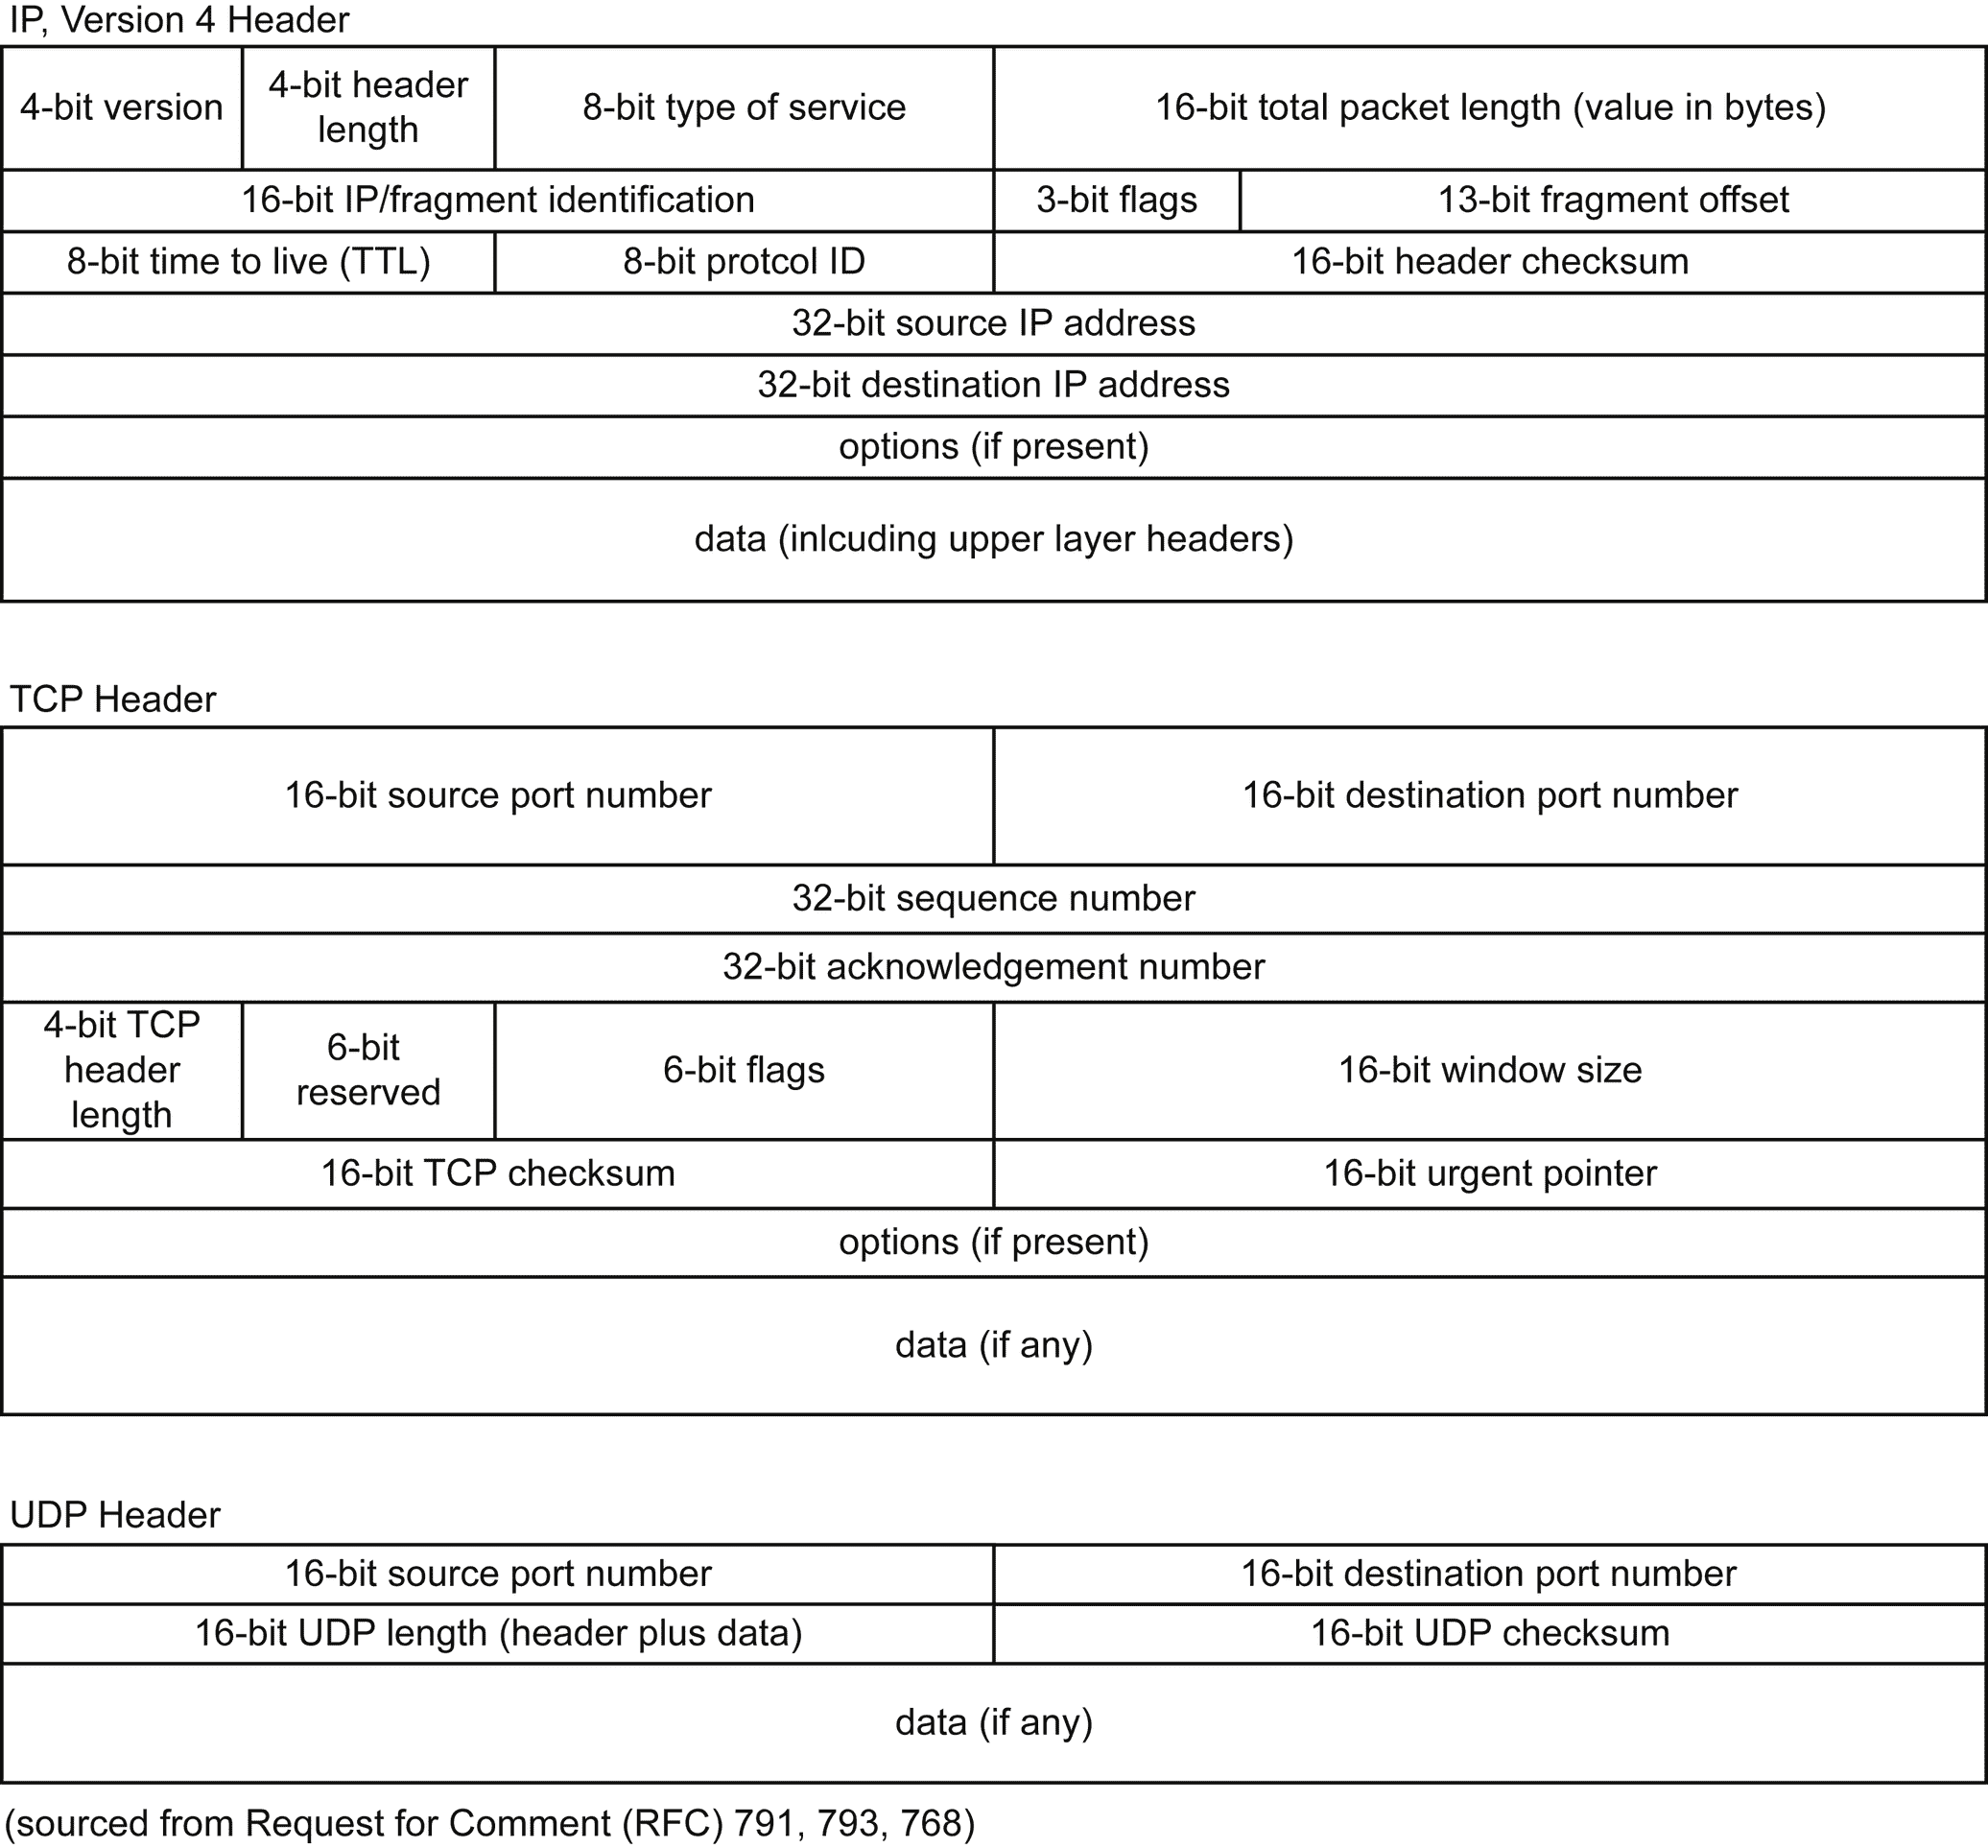 IP, Version 4 Header
4-bit version
4-bit header
length
8-bit type of service
16-bit total packet length (value in bytes)
16-bit IP/fragment identification
3-bit flags
13-bit fragment offset
8-bit time to live (TTL)
8-bit protcol ID
16-bit header checksum
32-bit source IP address
32-bit destination IP address
options (if present)
data (inlcuding upper layer headers)
TCP Header
16-bit source port number
16-bit destination port number
32-bit sequence number
32-bit acknowledgement number
4-bit TCP
header
length
6-bit
reserved
6-bit flags
16-bit window size
16-bit TCP checksum
16-bit urgent pointer
options (if present)
data (if any)
UDP Header
16-bit source port number
16-bit destination port number
16-bit UDP length (header plus data)
16-bit UDP checksum
data (if any)
(sourced from Request for Comment (RFC) 791, 793, 768)